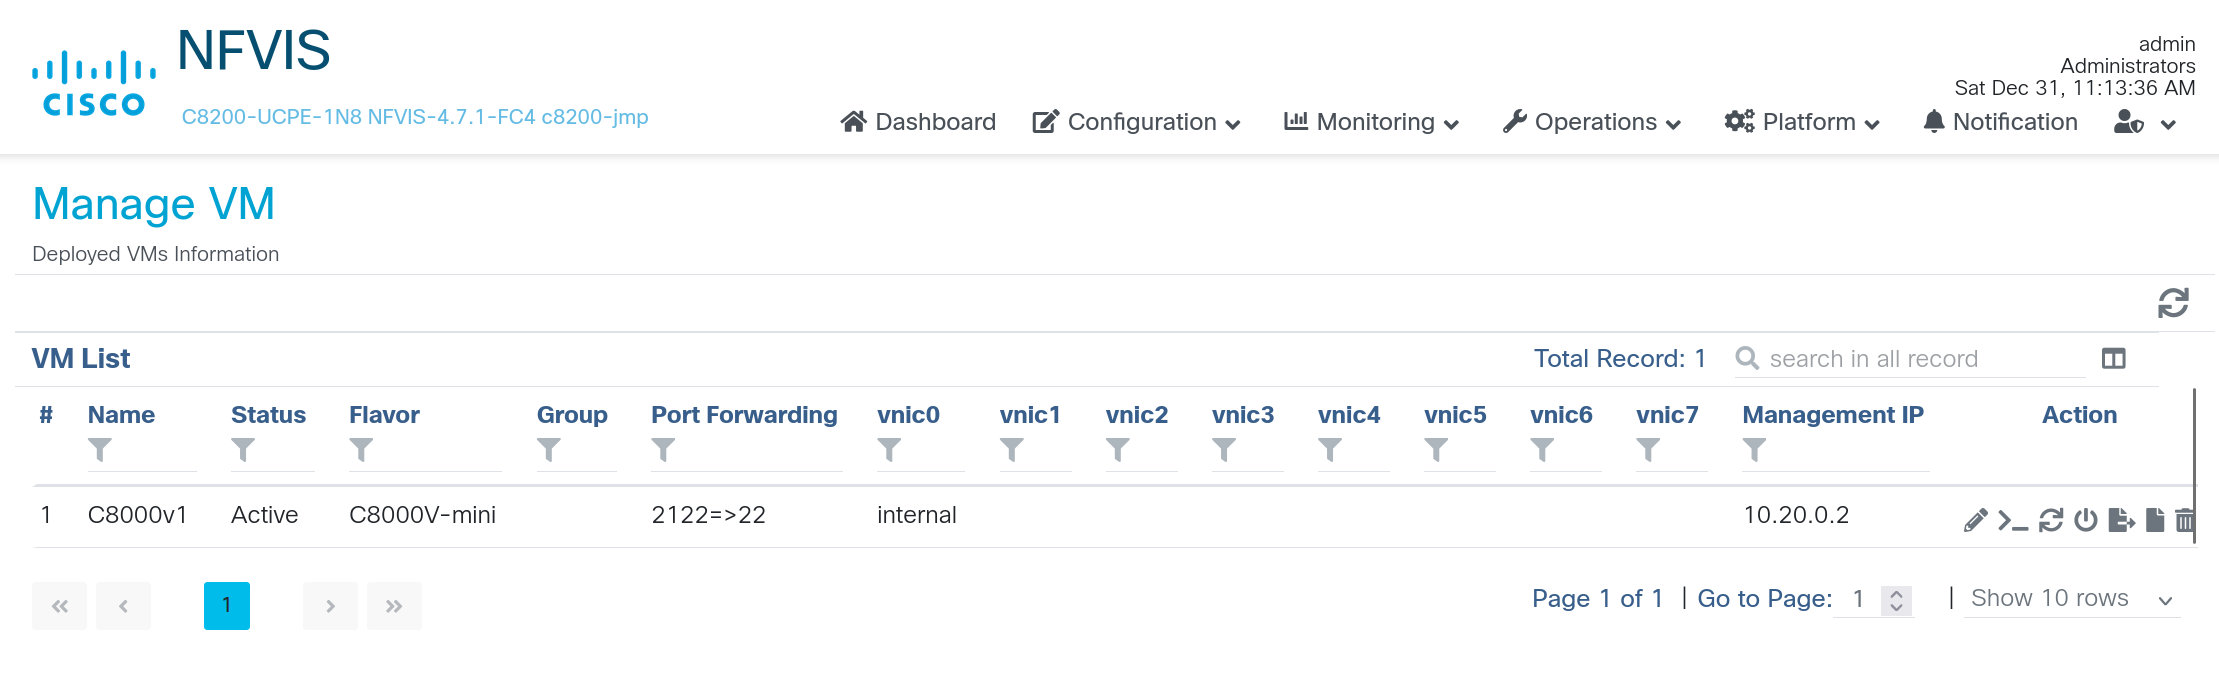 NFVIS
CISCO
C8200-UCPE-1N8 NFVIS-4.7.1-FC4 c8200-jmp
admin
Administrators
Sat Dec 31, 11:13:36 AM
Dashboard Configuration Monitoring Operations Platform Notification
Manage VM
Deployed VMs Information
VM List Total Record: 1 search in all record
# Name Status Flavor Group Port Forwarding vnic0 vnic1 vnic2 vnic3 vnic4 vnic5 vnic6 vnic7 Management IP Action
1 C8000v1 Active C8000V-mini 2122=>22 internal 10.20.0.2
« ‹ 1 › » Page 1 of 1 | Go to Page: 1 | Show 10 rows